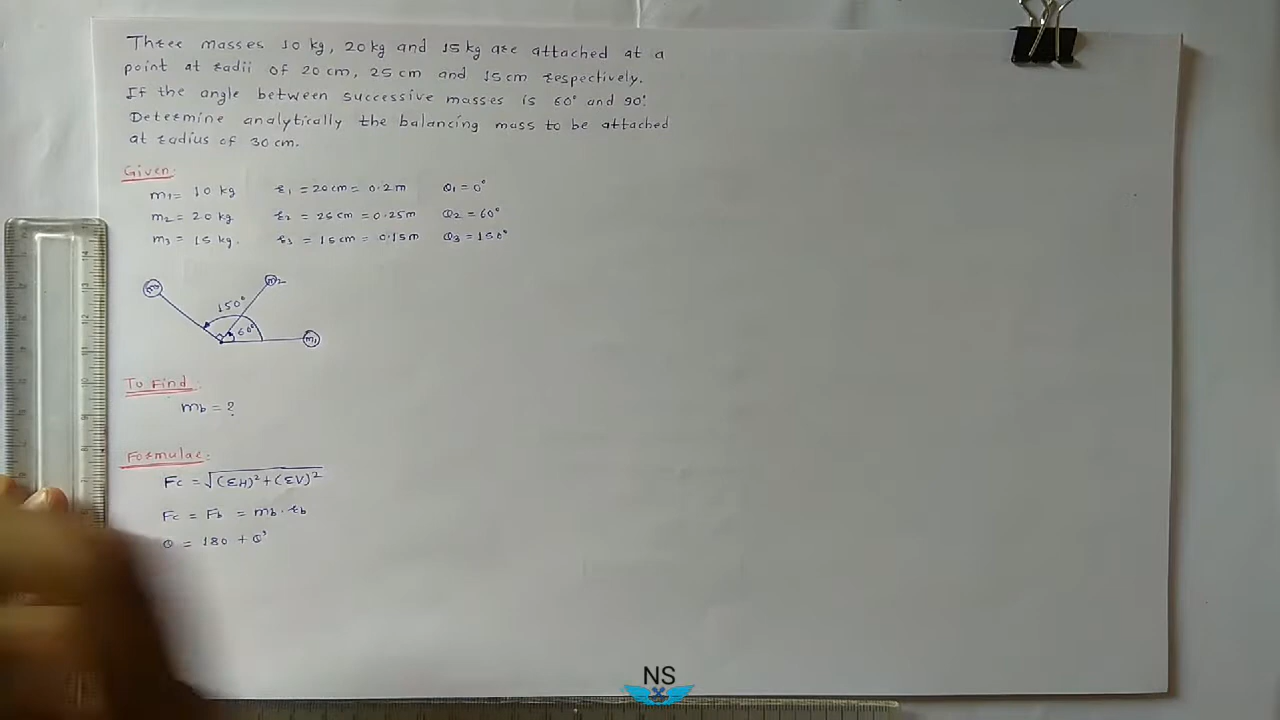 Three masses 10 kg, 20 kg and 15 kg are attached at a
point at radii of 20 cm, 25 cm and 15 cm respectively.
If the angle between successive masses is 60° and 90°.
Determine analytically the balancing mass to be attached
at radius of 30 cm.
Given:
m1 = 10 kg r1 = 20 cm = 0.2 m θ1 = 0°
m2 = 20 kg r2 = 25 cm = 0.25 m θ2 = 60°
m3 = 15 kg. r3 = 15 cm = 0.15 m θ3 = 150°
m3 m2
150°
60°
m1
To Find:
mb = ?
Formulae:
Fc = √(ΣH)² + (ΣV)²
Fc = Fb = mb · rb
θ = 180 + θ'
NS